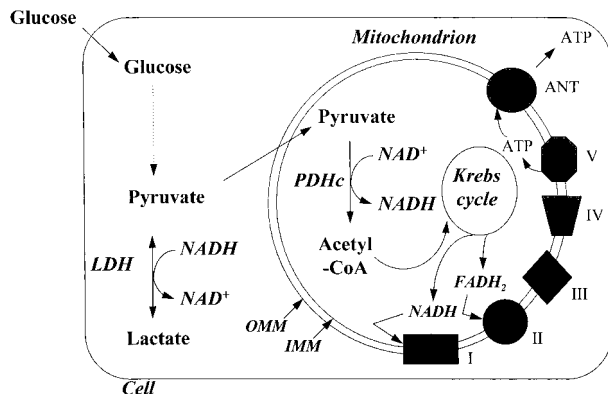 Glucose
Glucose
Pyruvate
LDH
NADH
NAD+
Lactate
Cell
Mitochondrion
Pyruvate
PDHc
NAD+
NADH
Acetyl
-CoA
Krebs
cycle
NADH
FADH2
OMM
IMM
ATP
ANT
ATP
V
IV
III
II
I